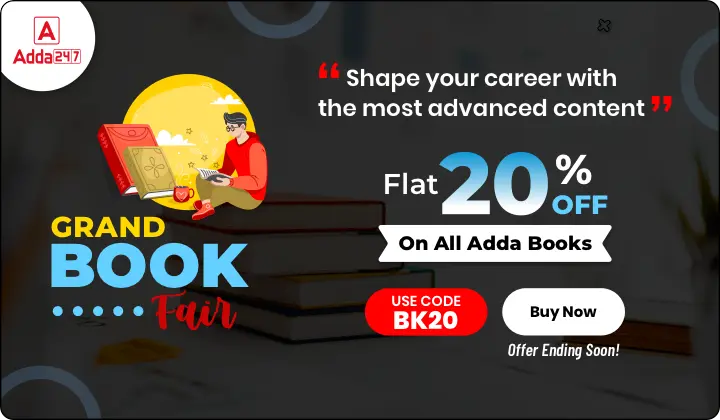 A
Adda247
“ Shape your career with
the most advanced content ”
GRAND
BOOK
Fair
Flat 20% OFF
On All Adda Books
USE CODE
BK20
Buy Now
Offer Ending Soon!